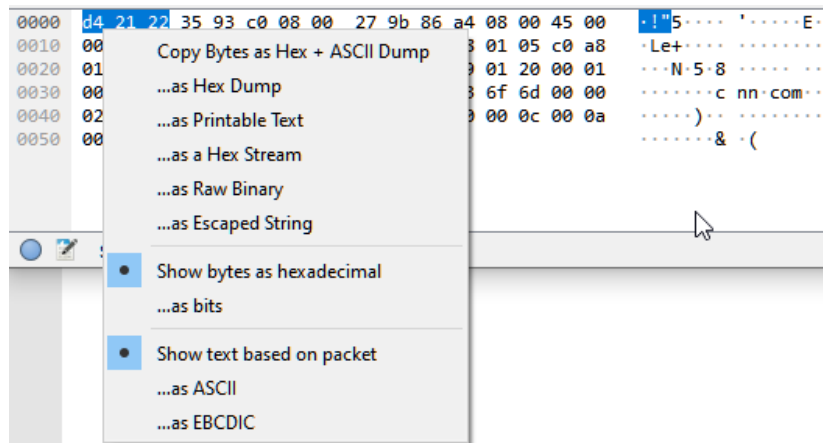 0000 d4 21 22 35 93 c0 08 00 27 9b 86 a4 08 00 45 00 ·!"5···· '·····E·
0010 00 01 05 c0 a8 ·Le+···· ········
0020 01 01 20 00 01 ···N·5·8 ····· ··
0030 00 6f 6d 00 00 ·······c nn·com··
0040 02 00 0c 00 0a ·····)·· ········
0050 00 ·······& ·(
Copy Bytes as Hex + ASCII Dump
...as Hex Dump
...as Printable Text
...as a Hex Stream
...as Raw Binary
...as Escaped String
Show bytes as hexadecimal
...as bits
Show text based on packet
...as ASCII
...as EBCDIC